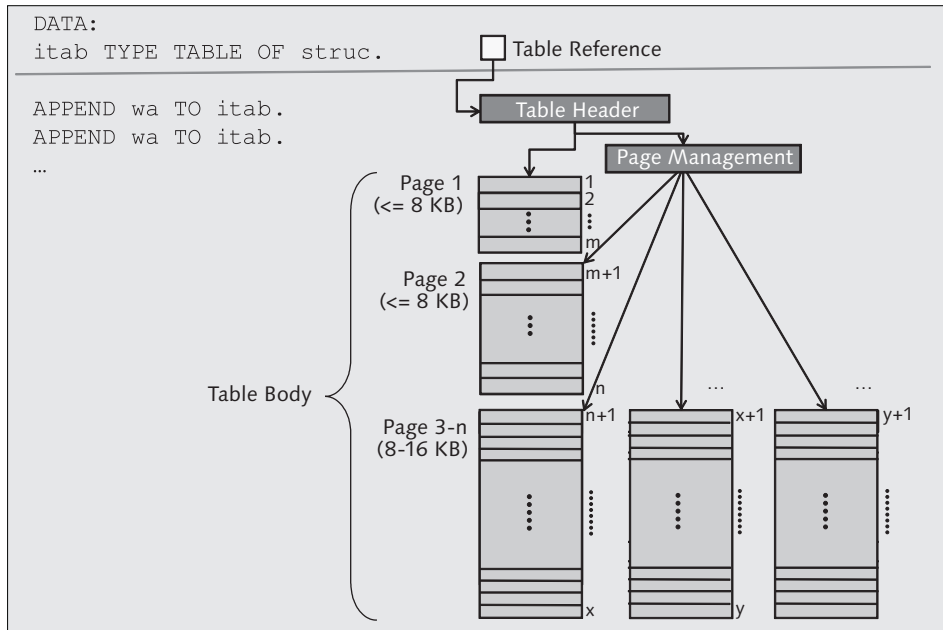 DATA:
itab TYPE TABLE OF struc.
Table Reference
APPEND wa TO itab.
APPEND wa TO itab.
…
Table Header
Page Management
Page 1
(<= 8 KB)
1
2
m
Page 2
(<= 8 KB)
m+1
n
Table Body
Page 3-n
(8-16 KB)
n+1
x
…
x+1
y
…
y+1